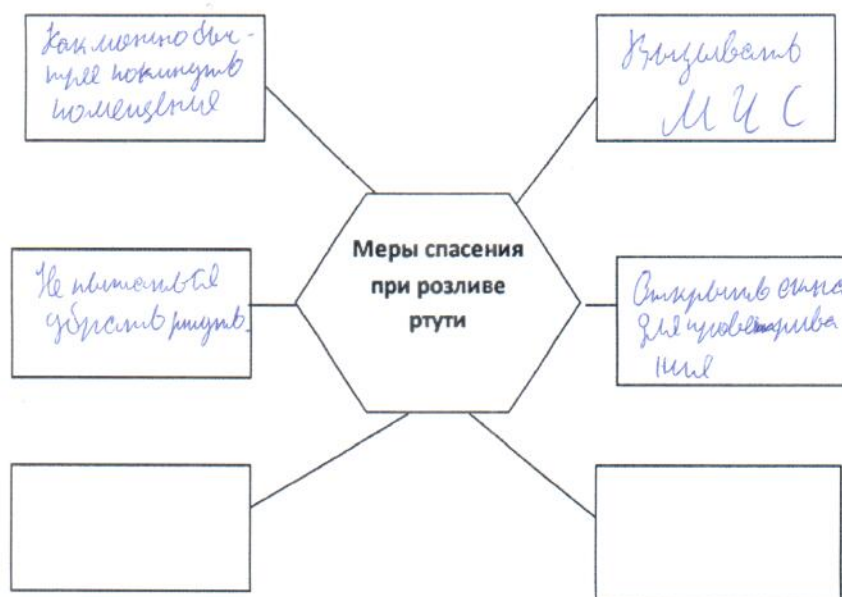 Как можно быс-
трее покинуть
помещения
Вызывать
МЧС
Меры спасения
при розливе
ртути
Не пытаться
убрать ртуть.
Открыть окна
для проветрива
ния